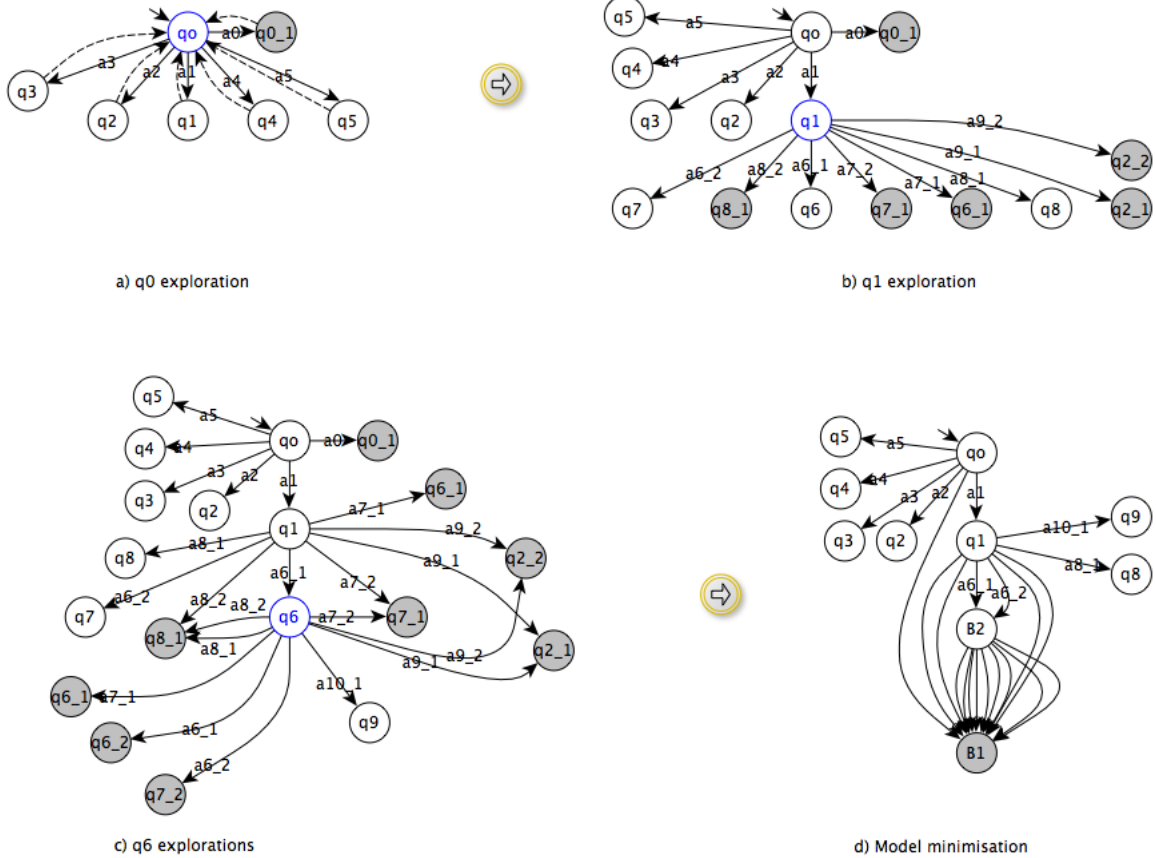 qo
a0
q0_1
a3
a2
a1
a4
a5
q3
q2
q1
q4
q5
a) q0 exploration
q5
a5
qo
a0
q0_1
q4
a4
a3
a2
a1
q3
q2
q1
a9_2
a9_1
q2_2
a6_2
a8_2
a6_1
a7_2
a7_1
a8_1
q7
q8_1
q6
q7_1
q6_1
q8
q2_1
b) q1 exploration
q5
a5
qo
a0
q0_1
q4
a4
a3
a2
a1
q3
q2
q6_1
a7_1
q1
a9_2
a8_1
a9_1
q8
q2_2
a6_1
a7_2
a6_2
a8_2
a8_2
q7
q6
a7_2
q7_1
q8_1
a8_1
a9_2
a9_1
q2_1
q6_1
a7_1
a10_1
q9
a6_1
q6_2
a6_2
q7_2
c) q6 explorations
q5
a5
qo
q4
a4
a3
a2
a1
q3
q2
q1
a10_1
q9
a8_1
q8
a6_1
a6_2
B2
B1
d) Model minimisation